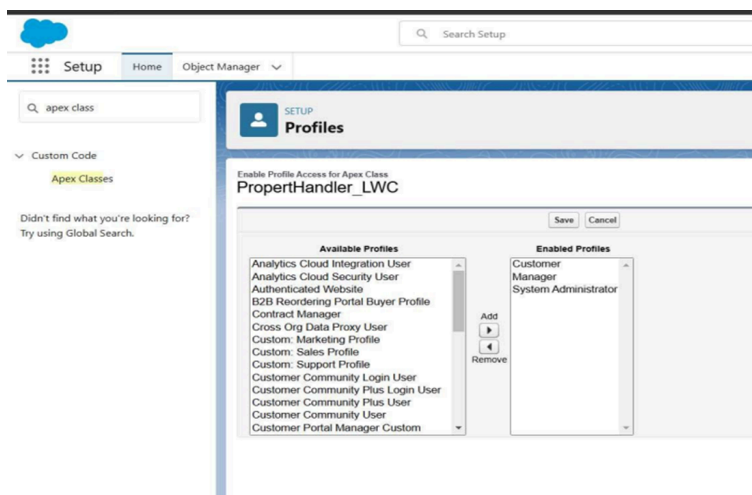 Search Setup
Setup
Home
Object Manager
apex class
Custom Code
Apex Classes
Didn't find what you're looking for?
Try using Global Search.
SETUP
Profiles
Enable Profile Access for Apex Class
PropertHandler_LWC
Save
Cancel
Available Profiles
Analytics Cloud Integration User
Analytics Cloud Security User
Authenticated Website
B2B Reordering Portal Buyer Profile
Contract Manager
Cross Org Data Proxy User
Custom: Marketing Profile
Custom: Sales Profile
Custom: Support Profile
Customer Community Login User
Customer Community Plus Login User
Customer Community Plus User
Customer Community User
Customer Portal Manager Custom
Add
Remove
Enabled Profiles
Customer
Manager
System Administrator